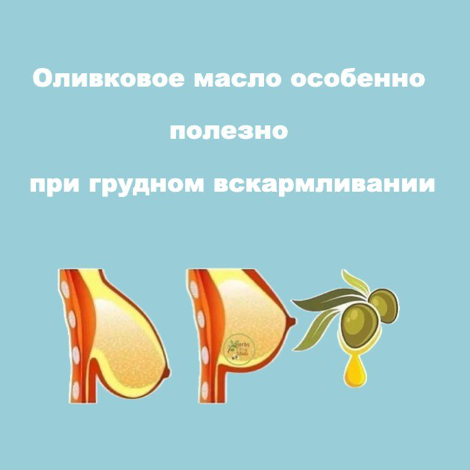 Оливковое масло особенно
полезно
при грудном вскармливании